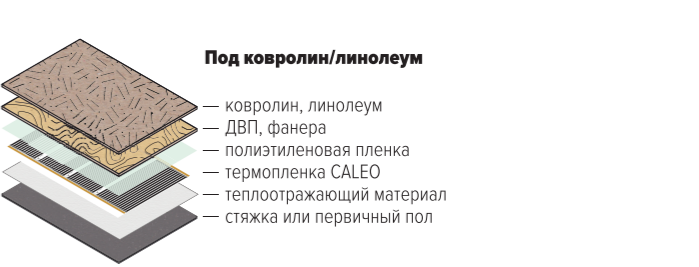 Под ковролин/линолеум
— ковролин, линолеум
— ДВП, фанера
— полиэтиленовая пленка
— термопленка CALEO
— теплоотражающий материал
— стяжка или первичный пол